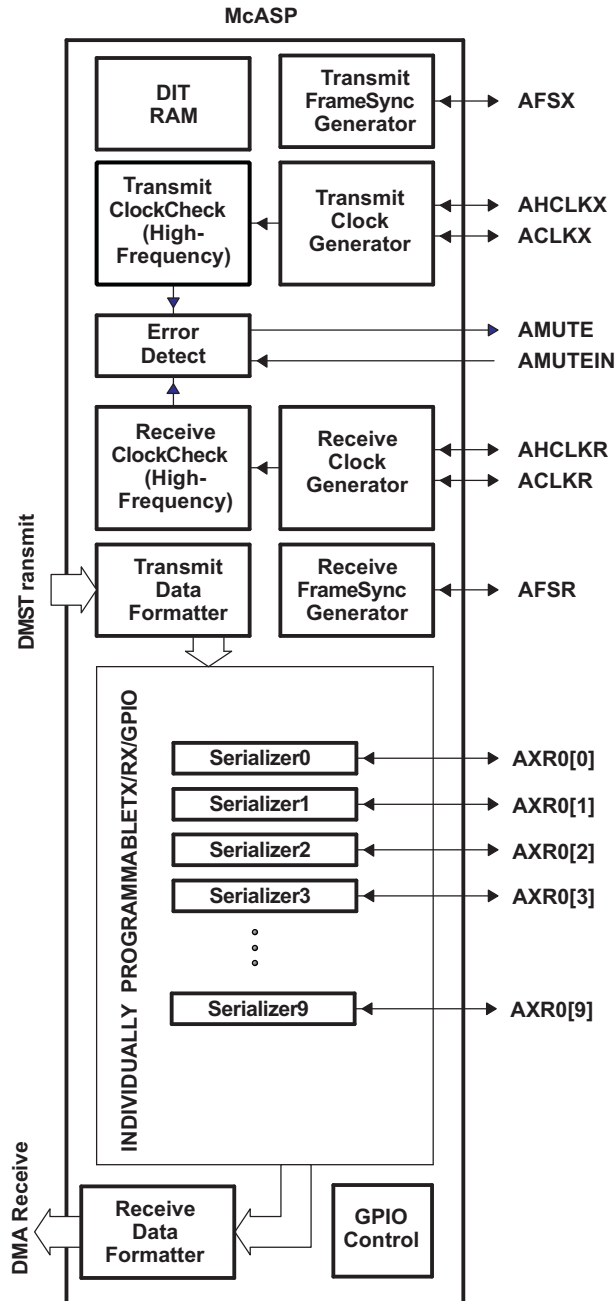 McASP
DIT
RAM
Transmit
FrameSync
Generator
AFSX
Transmit
ClockCheck
(High-
Frequency)
Transmit
Clock
Generator
AHCLKX
ACLKX
Error
Detect
AMUTE
AMUTEIN
Receive
ClockCheck
(High-
Frequency)
Receive
Clock
Generator
AHCLKR
ACLKR
DMST ransmit
Transmit
Data
Formatter
Receive
FrameSync
Generator
AFSR
INDIVIDUALLY PROGRAMMABLETX/RX/GPIO
Serializer0
AXR0[0]
Serializer1
AXR0[1]
Serializer2
AXR0[2]
Serializer3
AXR0[3]
Serializer9
AXR0[9]
DMA Receive
Receive
Data
Formatter
GPIO
Control